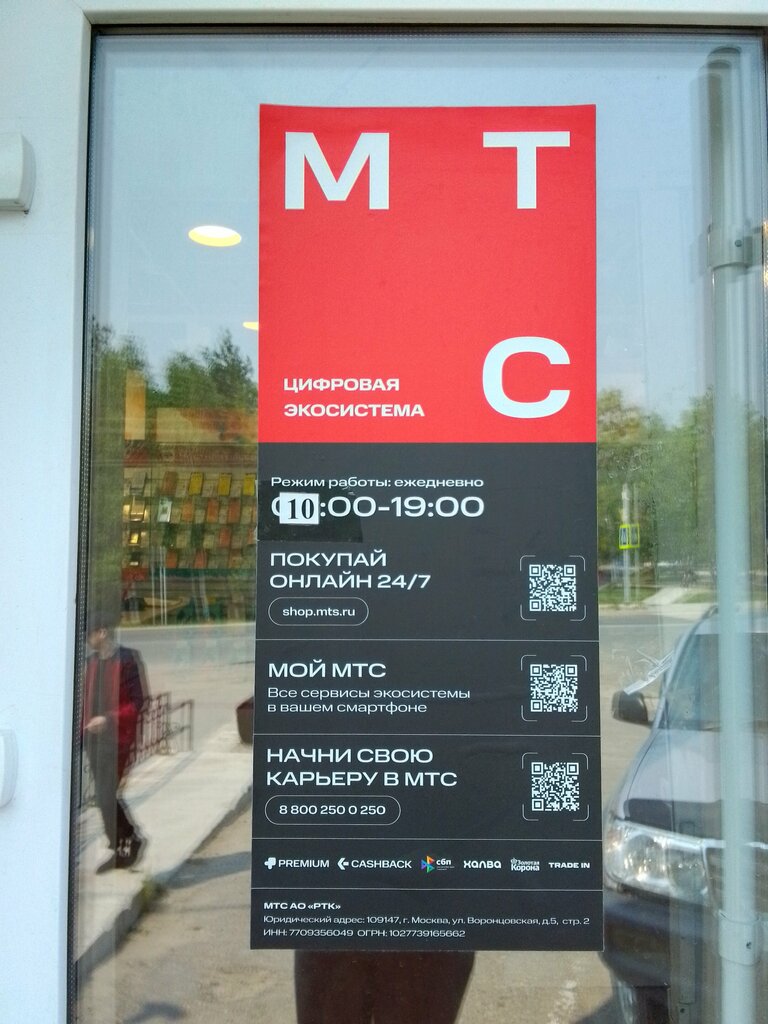 М Т
С
ЦИФРОВАЯ
ЭКОСИСТЕМА
Режим работы: ежедневно
10:00-19:00
ПОКУПАЙ
ОНЛАЙН 24/7
shop.mts.ru
МОЙ МТС
Все сервисы экосистемы
в вашем смартфоне
НАЧНИ СВОЮ
КАРЬЕРУ В МТС
8 800 250 0 250
PREMIUM CASHBACK сбп халва Золотая Корона TRADE IN
МТС АО «РТК»
Юридический адрес: 109147, г. Москва, ул. Воронцовская, д.5, стр. 2
ИНН: 7709356049 ОГРН: 1027739165662